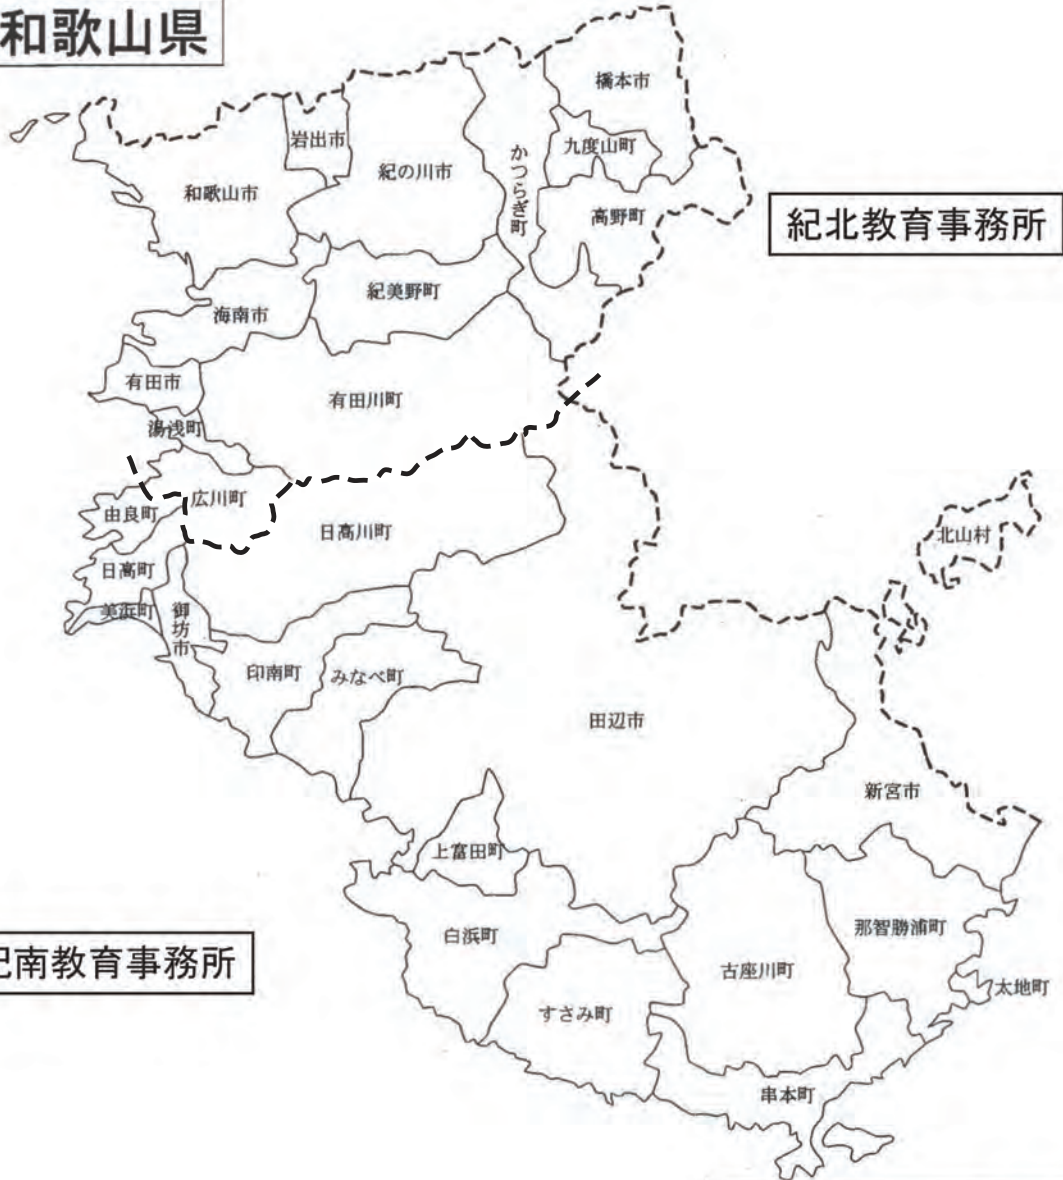 和歌山県
橋本市
岩出市
九度山町
かつらぎ町
紀の川市
和歌山市
高野町
紀北教育事務所
紀美野町
海南市
有田市
有田川町
湯浅町
広川町
由良町
日高川町
北山村
日高町
美浜町
御坊市
印南町
みなべ町
田辺市
新宮市
上富田町
那智勝浦町
白浜町
紀南教育事務所
古座川町
太地町
すさみ町
串本町